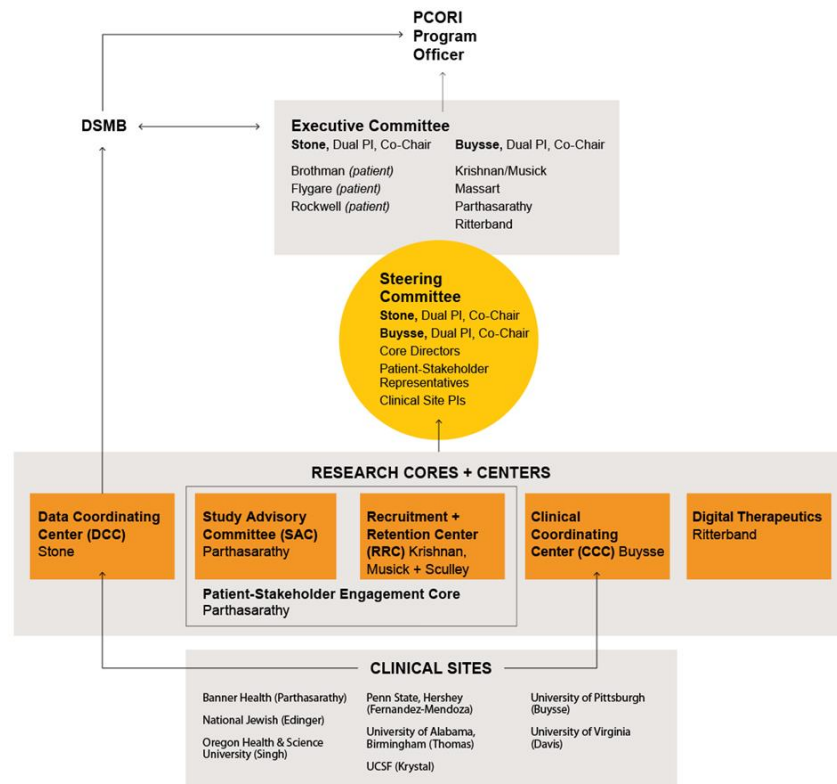 PCORI
Program
Officer
DSMB
Executive Committee
Stone, Dual PI, Co-Chair
Brothman (patient)
Flygare (patient)
Rockwell (patient)
Buysse, Dual PI, Co-Chair
Krishnan/Musick
Massart
Parthasarathy
Ritterband
Steering
Committee
Stone, Dual PI, Co-Chair
Buysse, Dual PI, Co-Chair
Core Directors
Patient-Stakeholder
Representatives
Clinical Site PIs
RESEARCH CORES + CENTERS
Data Coordinating
Center (DCC)
Stone
Study Advisory
Committee (SAC)
Parthasarathy
Recruitment +
Retention Center
(RRC) Krishnan,
Musick + Sculley
Patient-Stakeholder Engagement Core
Parthasarathy
Clinical
Coordinating
Center (CCC) Buysse
Digital Therapeutics
Ritterband
CLINICAL SITES
Banner Health (Parthasarathy)
National Jewish (Edinger)
Oregon Health & Science
University (Singh)
Penn State, Hershey
(Fernandez-Mendoza)
University of Alabama,
Birmingham (Thomas)
UCSF (Krystal)
University of Pittsburgh
(Buysse)
University of Virginia
(Davis)